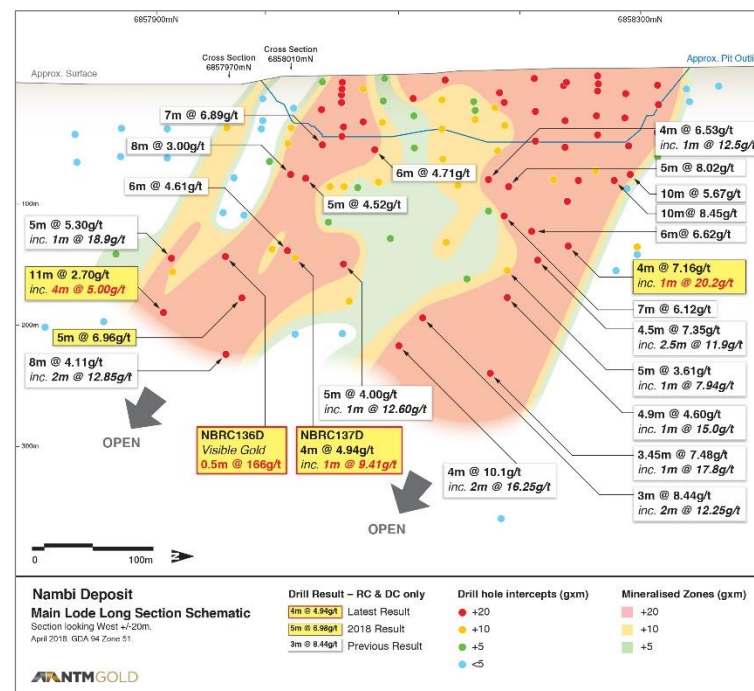 6857900mN
6858300mN
Cross Section
6857970mN
Cross Section
6858010mN
Approx. Surface
Approx. Pit Outli
7m @ 6.89g/t
8m @ 3.00g/t
6m @ 4.61g/t
5m @ 4.52g/t
6m @ 4.71g/t
4m @ 6.53g/t
inc. 1m @ 12.5g/t
5m @ 8.02g/t
10m @ 5.67g/t
10m@ 8.45g/t
6m@ 6.62g/t
4m @ 7.16g/t
inc. 1m @ 20.2g/t
7m @ 6.12g/t
4.5m @ 7.35g/t
inc. 2.5m @ 11.9g/t
5m @ 3.61g/t
inc. 1m @ 7.94g/t
4.9m @ 4.60g/t
inc. 1m @ 15.0g/t
3.45m @ 7.48g/t
inc. 1m @ 17.8g/t
3m @ 8.44g/t
inc. 2m @ 12.25g/t
100m
5m @ 5.30g/t
inc. 1m @ 18.9g/t
11m @ 2.70g/t
inc. 4m @ 5.00g/t
200m
5m @ 6.96g/t
8m @ 4.11g/t
inc. 2m @ 12.85g/t
OPEN
300m
NBRC136D
Visible Gold
0.5m @ 166g/t
NBRC137D
4m @ 4.94g/t
inc. 1m @ 9.41g/t
5m @ 4.00g/t
inc. 1m @ 12.60g/t
4m @ 10.1g/t
inc. 2m @ 16.25g/t
OPEN
0
100m
N
Nambi Deposit
Main Lode Long Section Schematic
Section looking West +/-20m.
April 2018. GDA 94 Zone 51.
NTMGOLD
Drill Result – RC & DC only
4m @ 4.94g/t Latest Result
5m @ 6.98g/t 2018 Result
3m @ 8.44g/t Previous Result
Drill hole intercepts (gxm)
+20
+10
+5
<5
Mineralised Zones (gxm)
+20
+10
+5